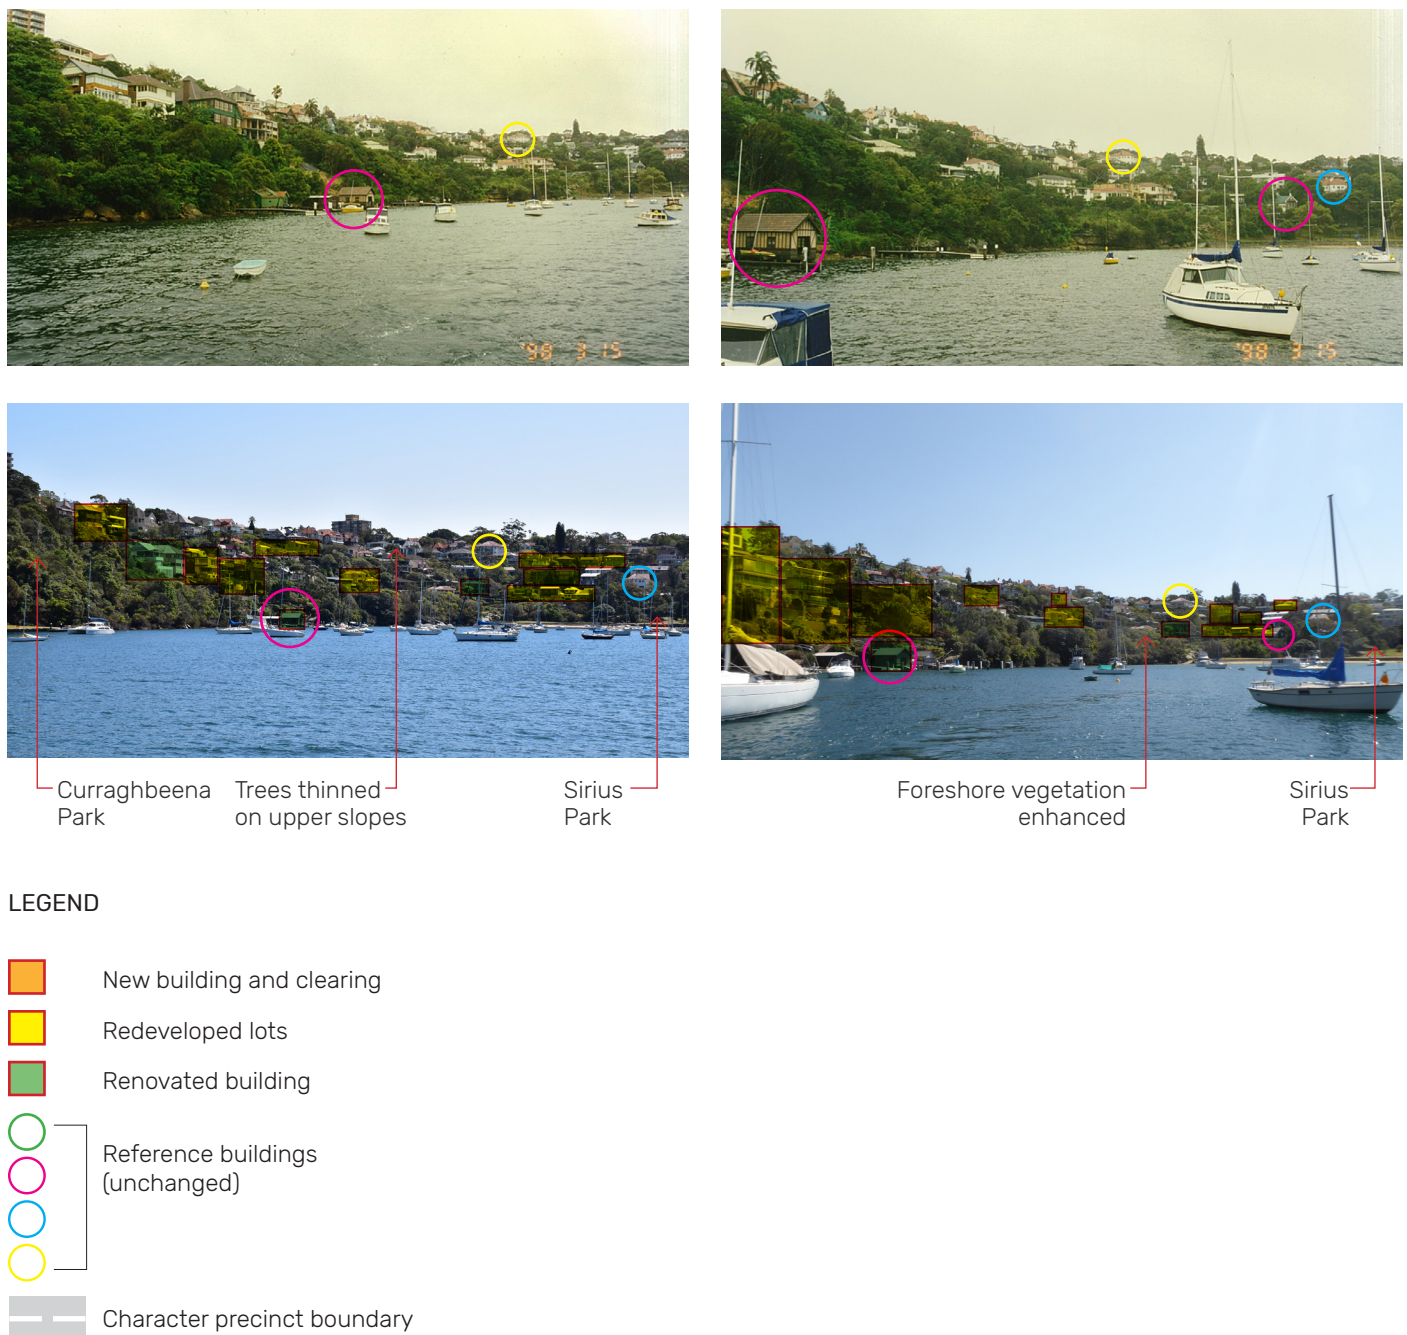 '98 3 15
'98 3 15
Curraghbeena
Park
Trees thinned
on upper slopes
Sirius
Park
Foreshore vegetation
enhanced
Sirius
Park
LEGEND
New building and clearing
Redeveloped lots
Renovated building
Reference buildings
(unchanged)
Character precinct boundary